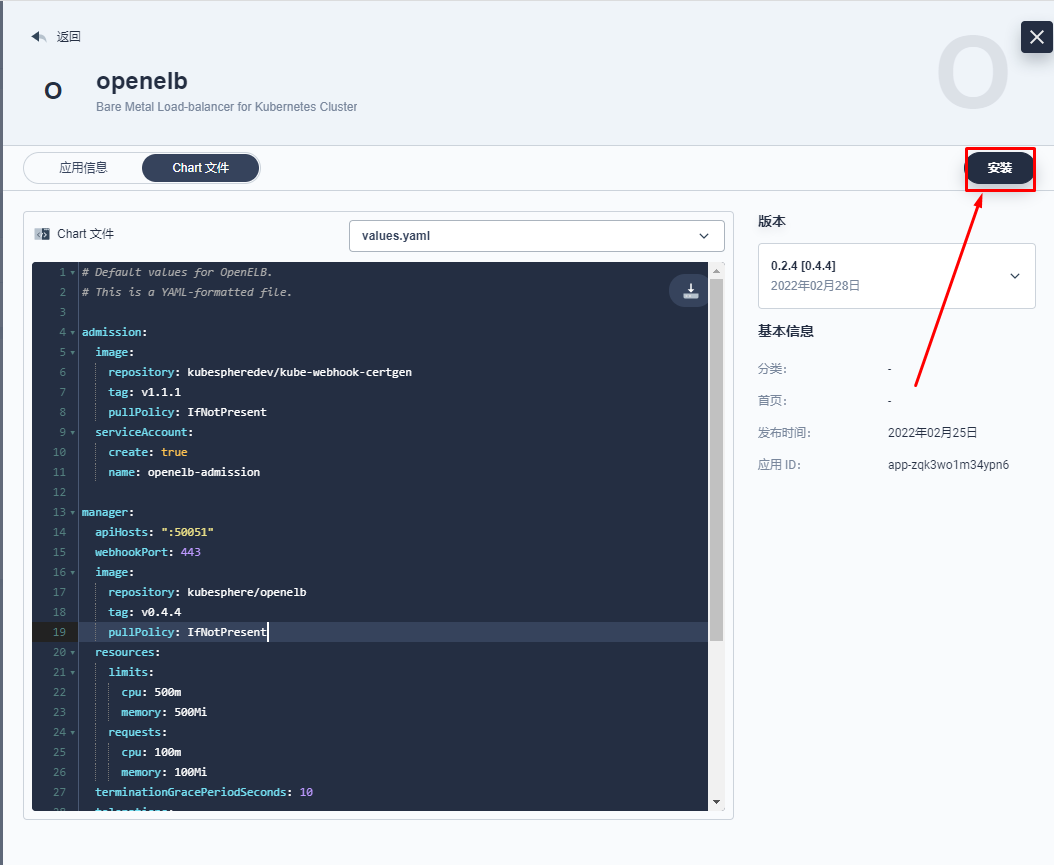 返回
O
O
openelb
Bare Metal Load-balancer for Kubernetes Cluster
应用信息
Chart 文件
安装
Chart 文件
values.yaml
1 # Default values for OpenELB.
2 # This is a YAML-formatted file.
3
4 admission:
5 image:
6 repository: kubespheredev/kube-webhook-certgen
7 tag: v1.1.1
8 pullPolicy: IfNotPresent
9 serviceAccount:
10 create: true
11 name: openelb-admission
12
13 manager:
14 apiHosts: ":50051"
15 webhookPort: 443
16 image:
17 repository: kubesphere/openelb
18 tag: v0.4.4
19 pullPolicy: IfNotPresent
20 resources:
21 limits:
22 cpu: 500m
23 memory: 500Mi
24 requests:
25 cpu: 100m
26 memory: 100Mi
27 terminationGracePeriodSeconds: 10
28 tolerations:
版本
0.2.4 [0.4.4]
2022年02月28日
基本信息
分类: -
首页: -
发布时间: 2022年02月25日
应用 ID: app-zqk3wo1m34ypn6